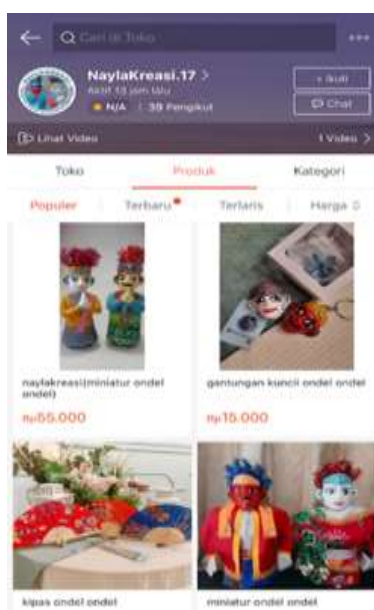 Cari di Toko
NaylaKreasi.17 >
Aktif 13 jam lalu
N/A | 39 Pengikut
+ Ikuti
Chat
Lihat Video
1 Video >
Toko
Produk
Kategori
Populer
Terbaru
Terlaris
Harga
naylakreasi(miniatur ondel
ondel)
Rp55.000
gantungan kuncii ondel ondel
Rp15.000
kipas ondel ondel
miniatur ondel ondel